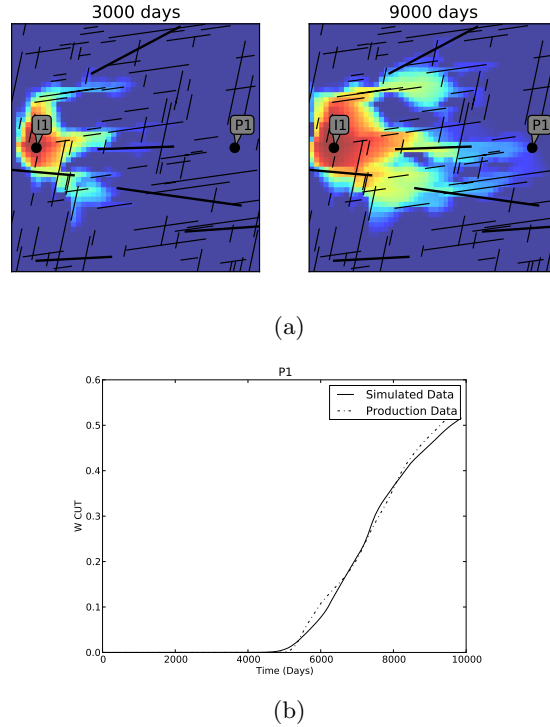 3000 days
9000 days
I1
P1
I1
P1
(a)
P1
0.6
0.5
0.4
0.3
0.2
0.1
0.0
W CUT
Simulated Data
Production Data
0
2000
4000
6000
8000
10000
Time (Days)
(b)